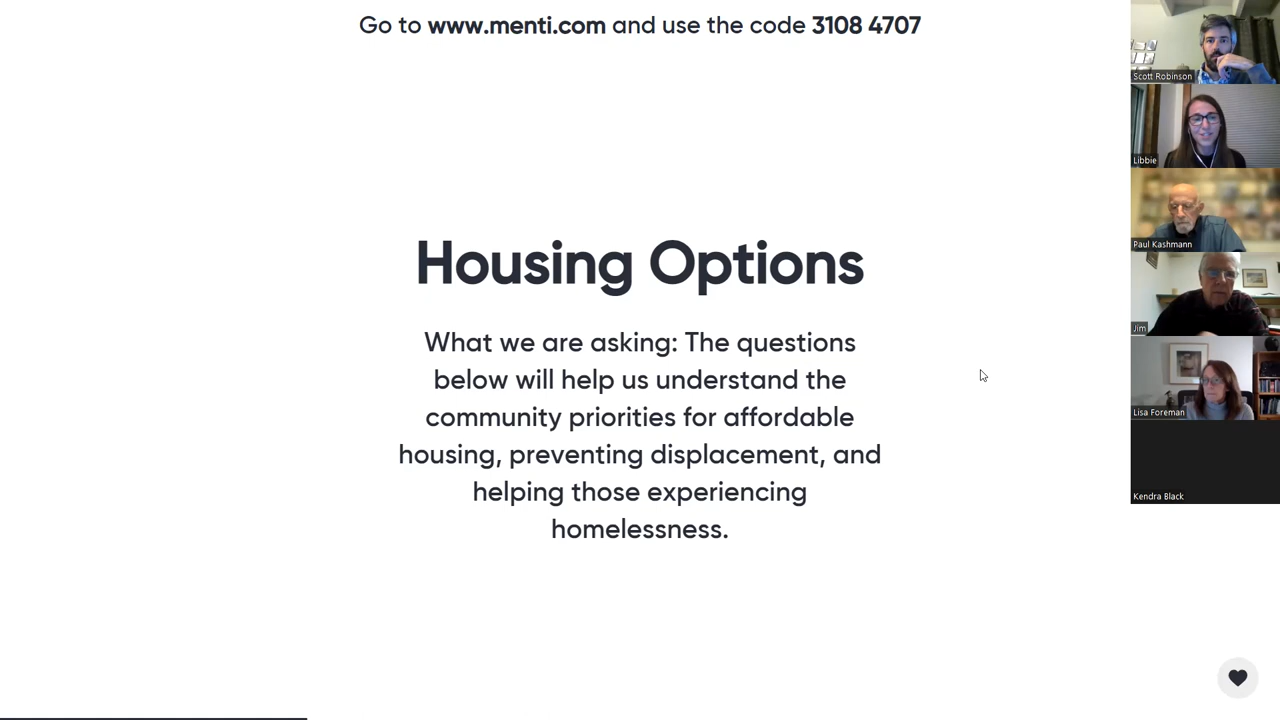 Go to www.menti.com and use the code 3108 4707
Housing Options
What we are asking: The questions
below will help us understand the
community priorities for affordable
housing, preventing displacement, and
helping those experiencing
homelessness.
Scott Robinson
Libbie
Paul Kashmann
Jim
Lisa Foreman
Kendra Black